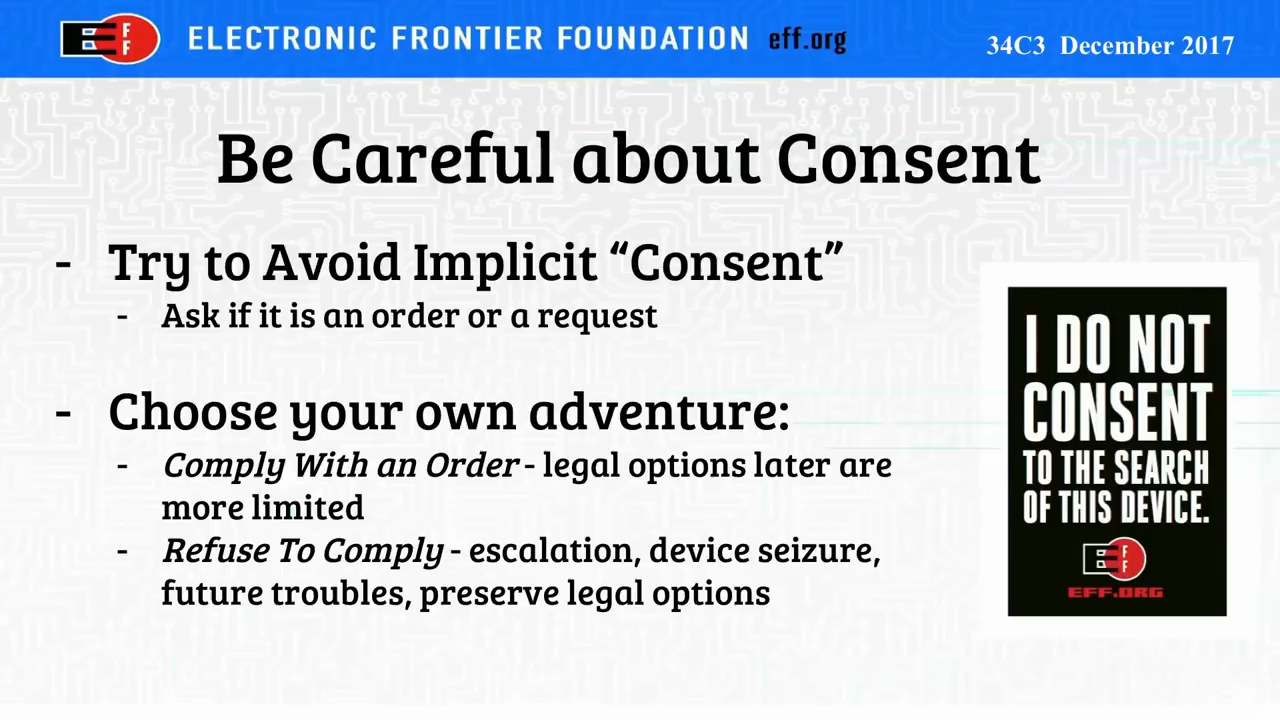 EFF ELECTRONIC FRONTIER FOUNDATION eff.org
34C3 December 2017
Be Careful about Consent
- Try to Avoid Implicit “Consent”
- Ask if it is an order or a request
- Choose your own adventure:
- Comply With an Order - legal options later are
more limited
- Refuse To Comply - escalation, device seizure,
future troubles, preserve legal options
I DO NOT
CONSENT
TO THE SEARCH
OF THIS DEVICE.
EFF
EFF.ORG